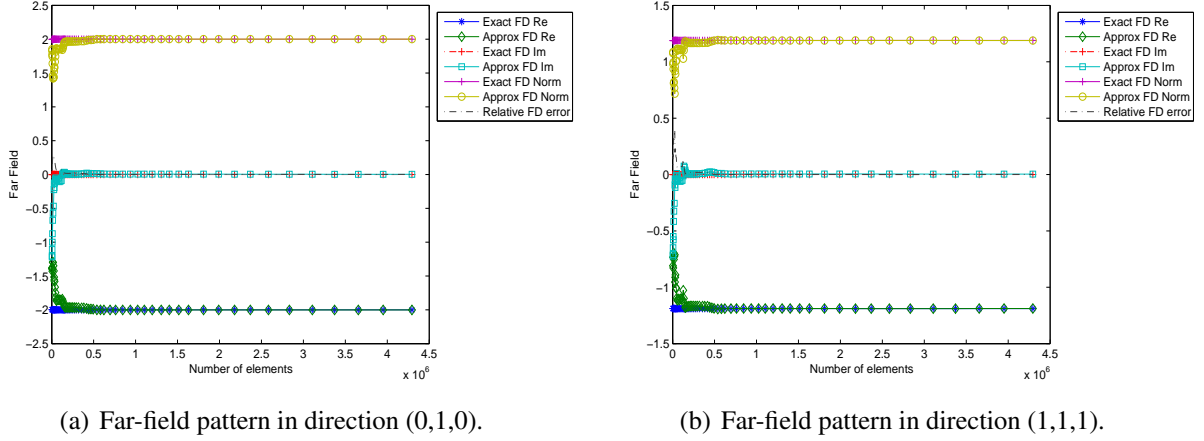 2.5
2
1.5
1
0.5
0
−0.5
−1
−1.5
−2
−2.5
Far Field
0 0.5 1 1.5 2 2.5 3 3.5 4 4.5
Number of elements
x 10^6
Exact FD Re
Approx FD Re
Exact FD Im
Approx FD Im
Exact FD Norm
Approx FD Norm
Relative FD error
(a) Far-field pattern in direction (0,1,0).
1.5
1
0.5
0
−0.5
−1
−1.5
Far Field
0 0.5 1 1.5 2 2.5 3 3.5 4 4.5
Number of elements
x 10^6
Exact FD Re
Approx FD Re
Exact FD Im
Approx FD Im
Exact FD Norm
Approx FD Norm
Relative FD error
(b) Far-field pattern in direction (1,1,1).